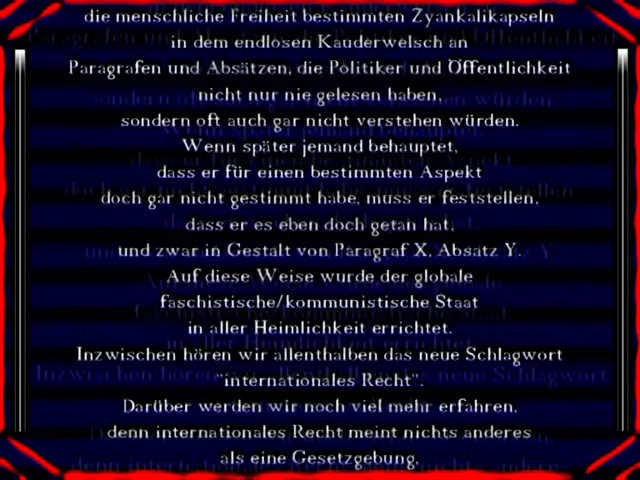 die menschliche Freiheit bestimmten Zyankalikapseln
in dem endlosen Kauderwelsch an
Paragrafen und Absätzen, die Politiker und Öffentlichkeit
nicht nur nie gelesen haben,
sondern oft auch gar nicht verstehen würden.
Wenn später jemand behauptet,
dass er für einen bestimmten Aspekt
doch gar nicht gestimmt habe, muss er feststellen,
dass er es eben doch getan hat,
und zwar in Gestalt von Paragraf X, Absatz Y.
Auf diese Weise wurde der globale
faschistische/kommunistische Staat
in aller Heimlichkeit errichtet.
Inzwischen hören wir allenthalben das neue Schlagwort
"internationales Recht".
Darüber werden wir noch viel mehr erfahren,
denn internationales Recht meint nichts anderes
als eine Gesetzgebung,